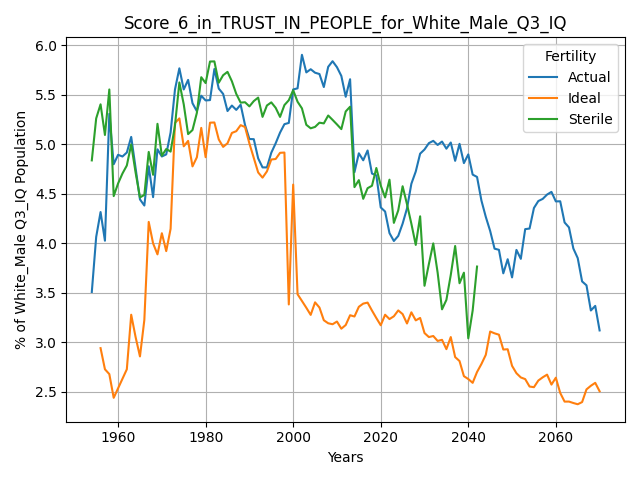 Score_6_in_TRUST_IN_PEOPLE_for_White_Male_Q3_IQ
% of White_Male Q3_IQ Population
6.0
5.5
5.0
4.5
4.0
3.5
3.0
2.5
Fertility
Actual
Ideal
Sterile
1960 1980 2000 2020 2040 2060
Years